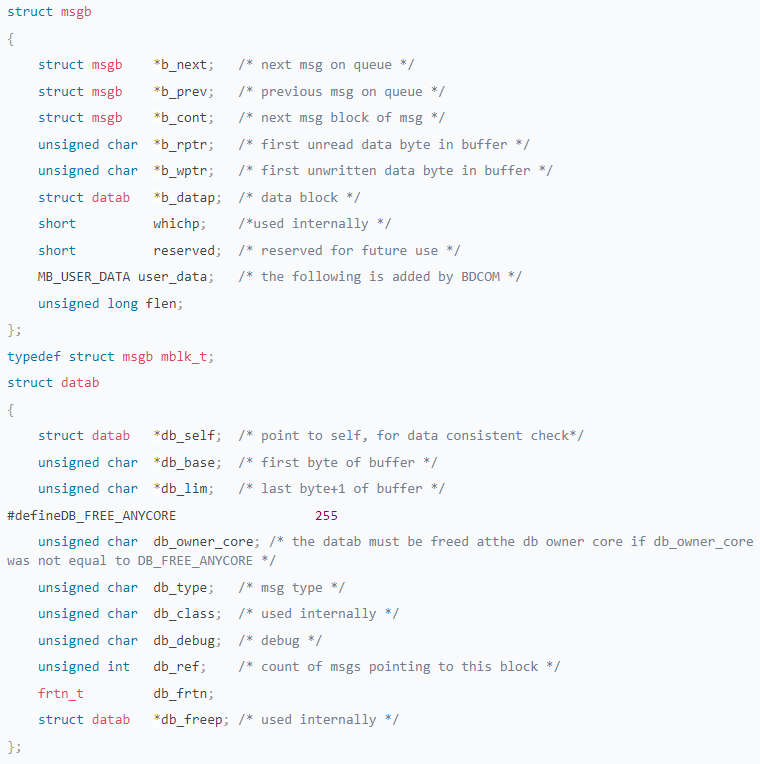 struct msgb
{
    struct msgb    *b_next;   /* next msg on queue */
    struct msgb    *b_prev;   /* previous msg on queue */
    struct msgb    *b_cont;   /* next msg block of msg */
    unsigned char  *b_rptr;   /* first unread data byte in buffer */
    unsigned char  *b_wptr;   /* first unwritten data byte in buffer */
    struct datab   *b_datap;  /* data block */
    short          whichp;    /*used internally */
    short          reserved;  /* reserved for future use */
    MB_USER_DATA user_data;   /* the following is added by BDCOM */
    unsigned long flen;
};
typedef struct msgb mblk_t;
struct datab
{
    struct datab   *db_self;  /* point to self, for data consistent check*/
    unsigned char  *db_base;  /* first byte of buffer */
    unsigned char  *db_lim;   /* last byte+1 of buffer */
#defineDB_FREE_ANYCORE                  255
    unsigned char  db_owner_core; /* the datab must be freed atthe db owner core if db_owner_core
was not equal to DB_FREE_ANYCORE */
    unsigned char  db_type;   /* msg type */
    unsigned char  db_class;  /* used internally */
    unsigned char  db_debug;  /* debug */
    unsigned int   db_ref;    /* count of msgs pointing to this block */
    frtn_t         db_frtn;
    struct datab   *db_freep; /* used internally */
};